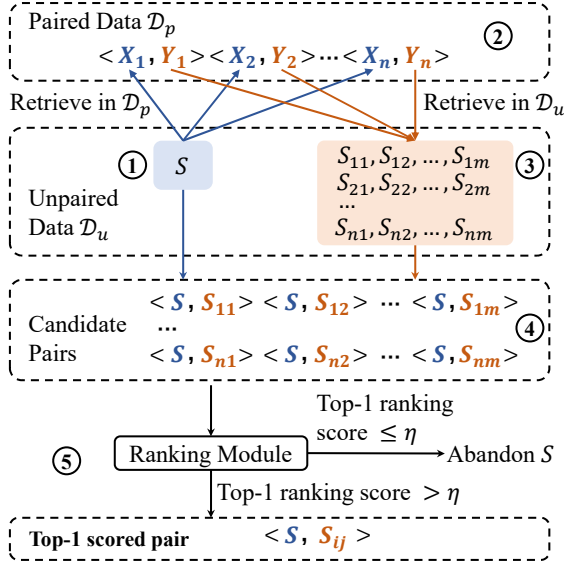 Paired Data 𝒟ₚ
②
< X₁, Y₁ >< X₂, Y₂ >···< Xₙ, Yₙ >
Retrieve in 𝒟ₚ
Retrieve in 𝒟ᵤ
①
S
S₁₁, S₁₂, ..., S₁ₘ
③
S₂₁, S₂₂, ..., S₂ₘ
...
Sₙ₁, Sₙ₂, ..., Sₙₘ
Unpaired
Data 𝒟ᵤ
< S, S₁₁ > < S, S₁₂ > ··· < S, S₁ₘ >
Candidate
Pairs
...
④
< S, Sₙ₁ > < S, Sₙ₂ > ··· < S, Sₙₘ >
Top-1 ranking
score ≤ η
⑤
Ranking Module
Abandon S
Top-1 ranking score > η
Top-1 scored pair
< S, Sᵢⱼ >